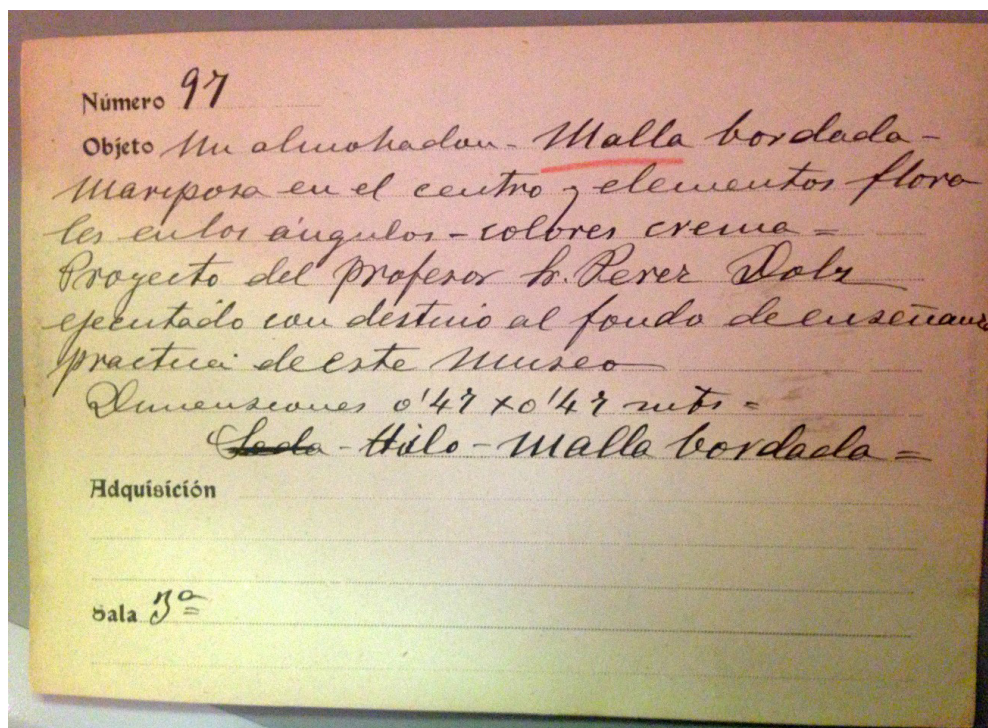 Número 97
Objeto Un almohadon - Malla bordada -
mariposa en el centro y elementos flora
les en los ángulos - colores crema =
Proyecto del profesor Sr. Perez Dolz
ejecutado con destino al fondo de enseñanza
practica de este Museo
Dimensiones 0'47 x 0'47 mts =
Seda - Hilo - Malla bordada =
Adquisición
Sala 3ª